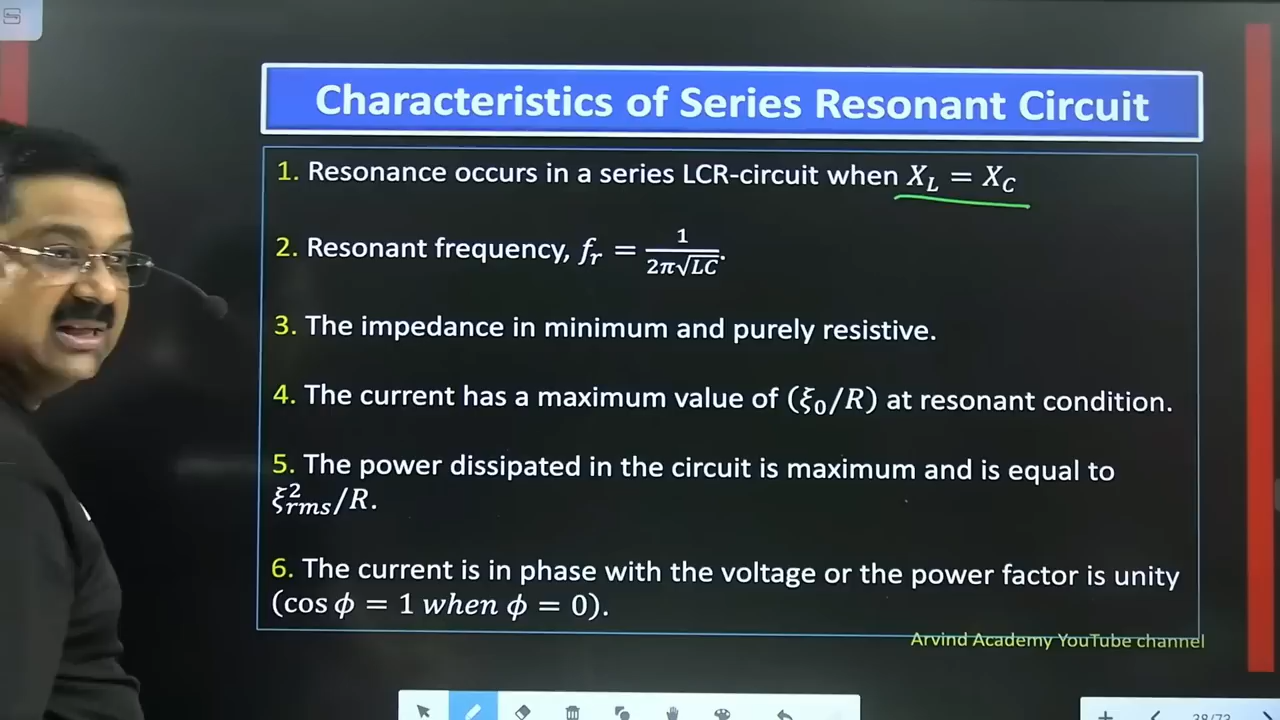 Characteristics of Series Resonant Circuit
1. Resonance occurs in a series LCR-circuit when X_L = X_C
2. Resonant frequency, f_r = 1/(2π√LC).
3. The impedance in minimum and purely resistive.
4. The current has a maximum value of (ξ₀/R) at resonant condition.
5. The power dissipated in the circuit is maximum and is equal to
ξ²_rms/R.
6. The current is in phase with the voltage or the power factor is unity
(cos ϕ = 1 when ϕ = 0).
Arvind Academy YouTube channel
38/73